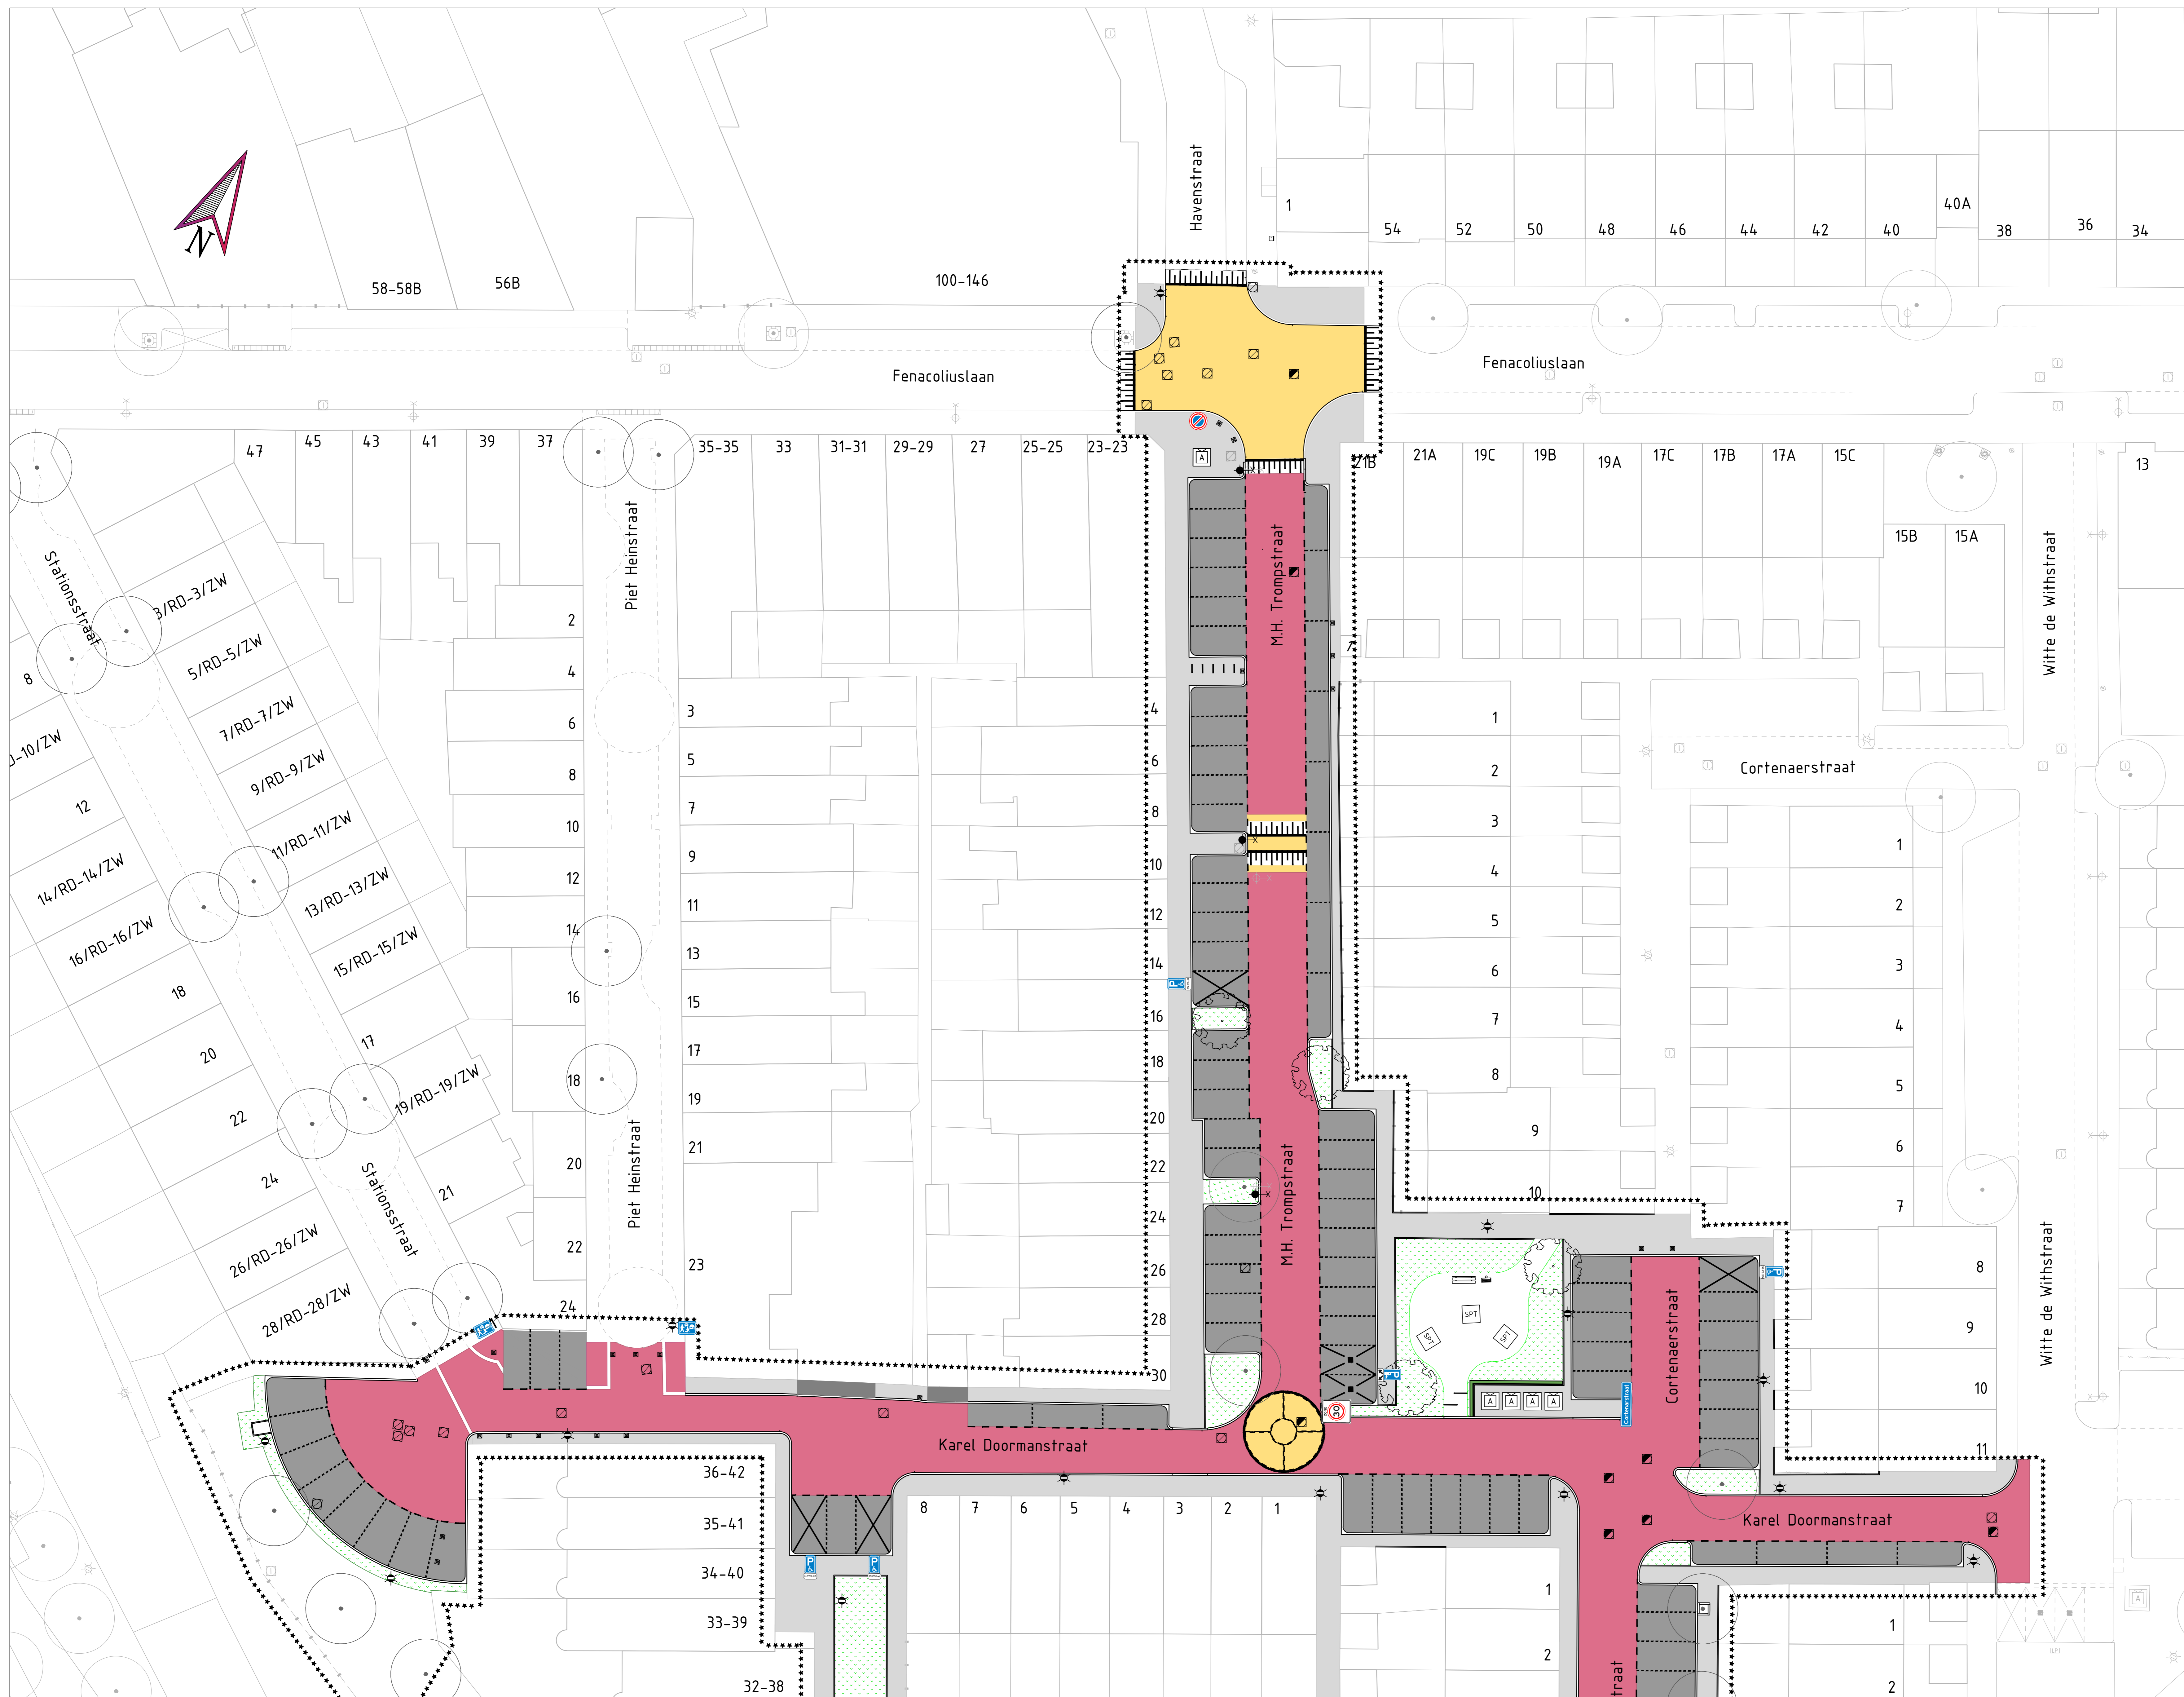 Havenstraat
1
54
52
50
48
46
44
42
40
40A
38
36
34
N
58-58B
56B
100-146
Fenacoliuslaan
Fenacoliuslaan
47
45
43
41
39
37
35-35
33
31-31
29-29
27
25-25
23-23
A
21B
21A
19C
19B
19A
17C
17B
17A
15C
15B
15A
13
Stationsstraat
Piet Heinstraat
M.H. Trompstraat
Witte de Withstraat
3/RD-3/ZW
5/RD-5/ZW
7/RD-7/ZW
9/RD-9/ZW
11/RD-11/ZW
13/RD-13/ZW
15/RD-15/ZW
17
19/RD-19/ZW
21
8
12
14/RD-14/ZW
16/RD-16/ZW
18
20
22
24
26/RD-26/ZW
28/RD-28/ZW
Stationsstraat
2
4
6
8
10
12
14
16
18
20
22
24
Piet Heinstraat
3
5
7
9
11
13
15
17
19
21
23
4
6
8
10
12
14
16
18
20
22
24
26
28
30
7
1
2
3
4
5
6
7
8
9
10
M.H. Trompstraat
Cortenaerstraat
1
2
3
4
5
6
7
8
9
10
11
Witte de Withstraat
SPT
SPT
SPT
A
A
A
A
P
P
P
P
P
30
Cortenaerstraat
Cortenaerstraat
Karel Doormanstraat
Karel Doormanstraat
36-42
35-41
34-40
33-39
32-38
8
7
6
5
4
3
2
1
1
2
traat
1
2
A